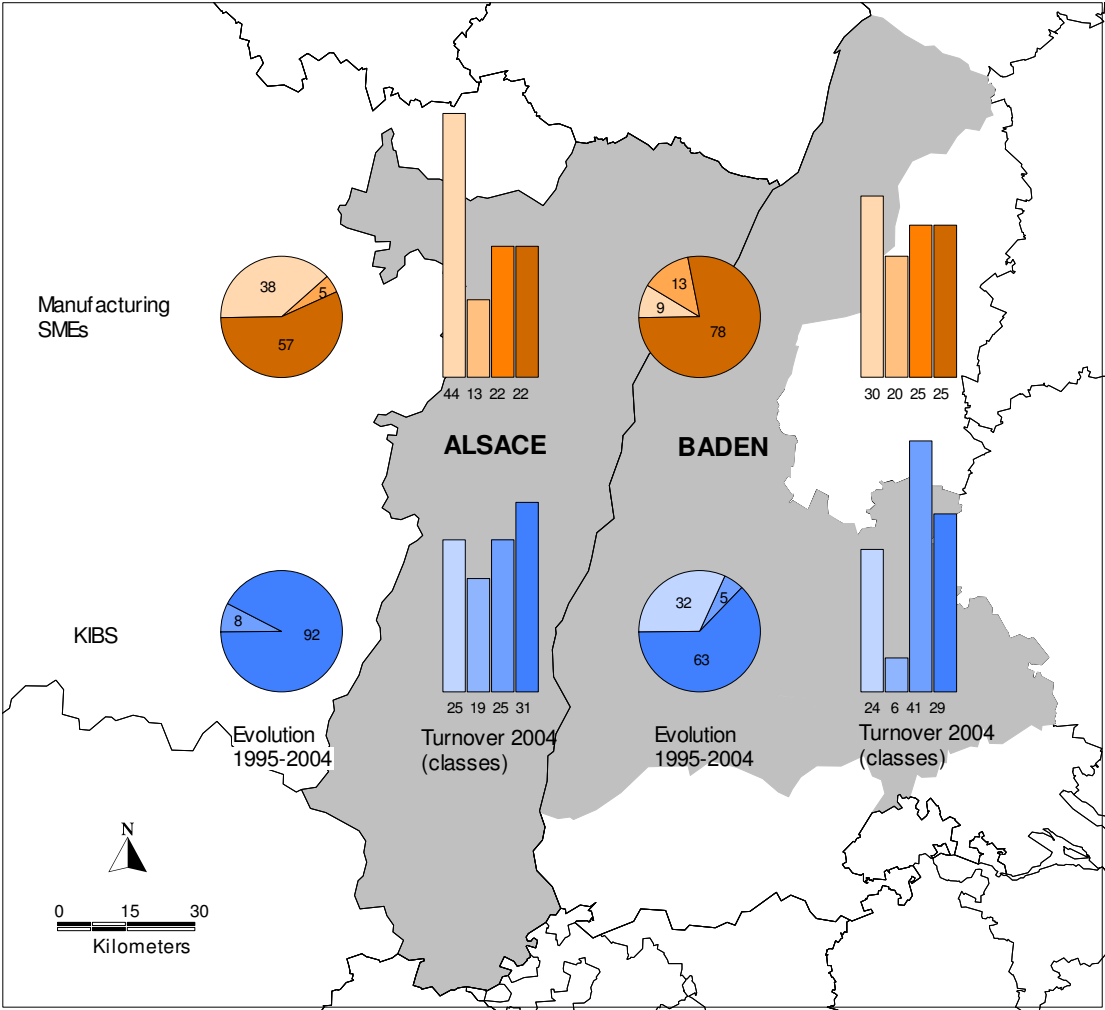 38
5
57
Manufacturing
SMEs
44 13 22 22
13
9
78
30 20 25 25
ALSACE
BADEN
8
92
KIBS
25 19 25 31
32
5
63
24 6 41 29
Evolution
1995-2004
Turnover 2004
(classes)
Evolution
1995-2004
Turnover 2004
(classes)
N
0 15 30
Kilometers